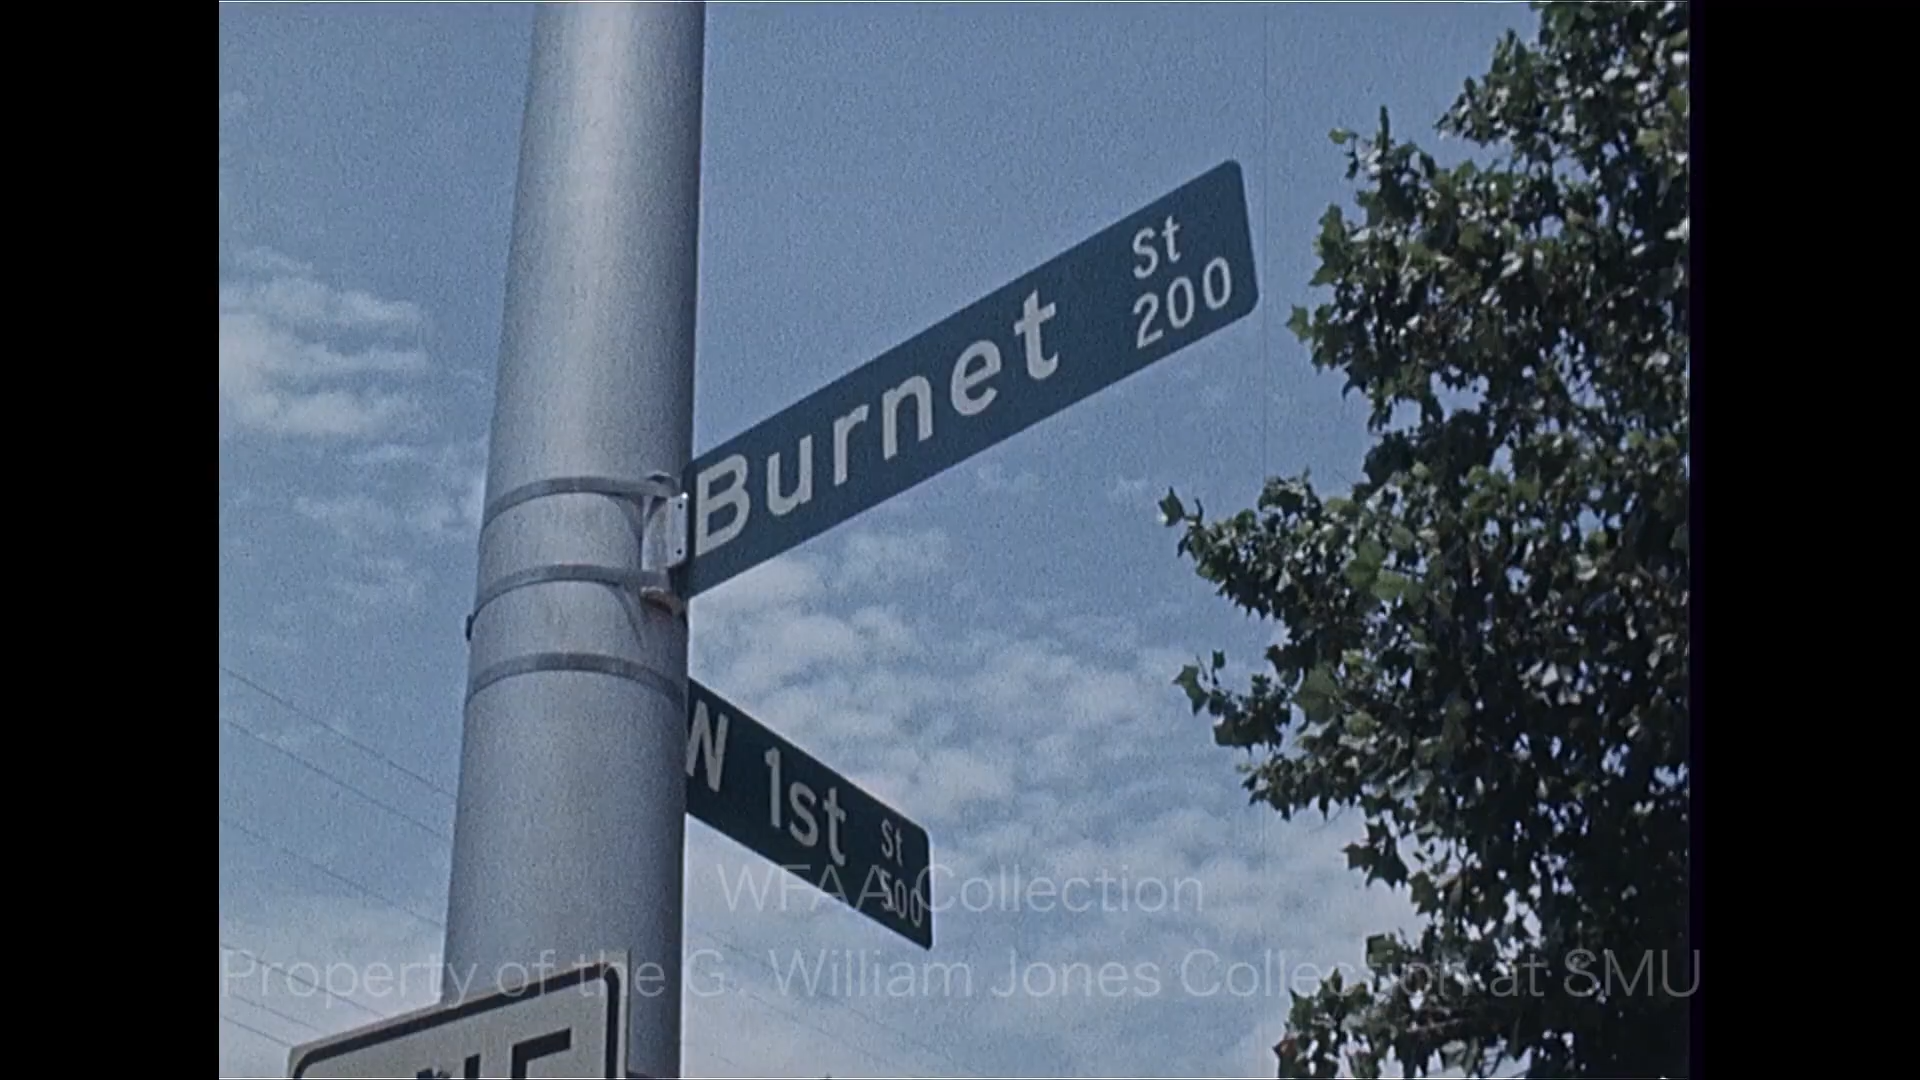 Burnet St
200
W 1st St
500
WFAA Collection
Property of the G. William Jones Collection at SMU